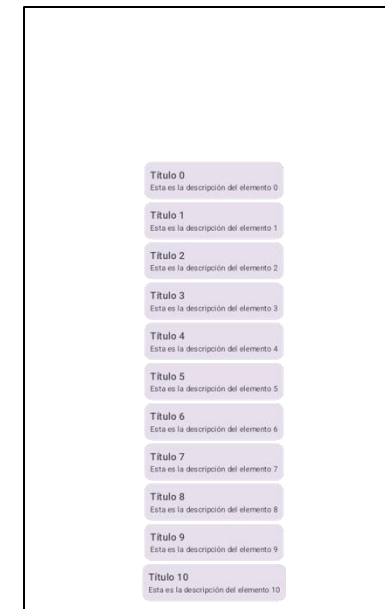 Título 0
Esta es la descripción del elemento 0
Título 1
Esta es la descripción del elemento 1
Título 2
Esta es la descripción del elemento 2
Título 3
Esta es la descripción del elemento 3
Título 4
Esta es la descripción del elemento 4
Título 5
Esta es la descripción del elemento 5
Título 6
Esta es la descripción del elemento 6
Título 7
Esta es la descripción del elemento 7
Título 8
Esta es la descripción del elemento 8
Título 9
Esta es la descripción del elemento 9
Título 10
Esta es la descripción del elemento 10